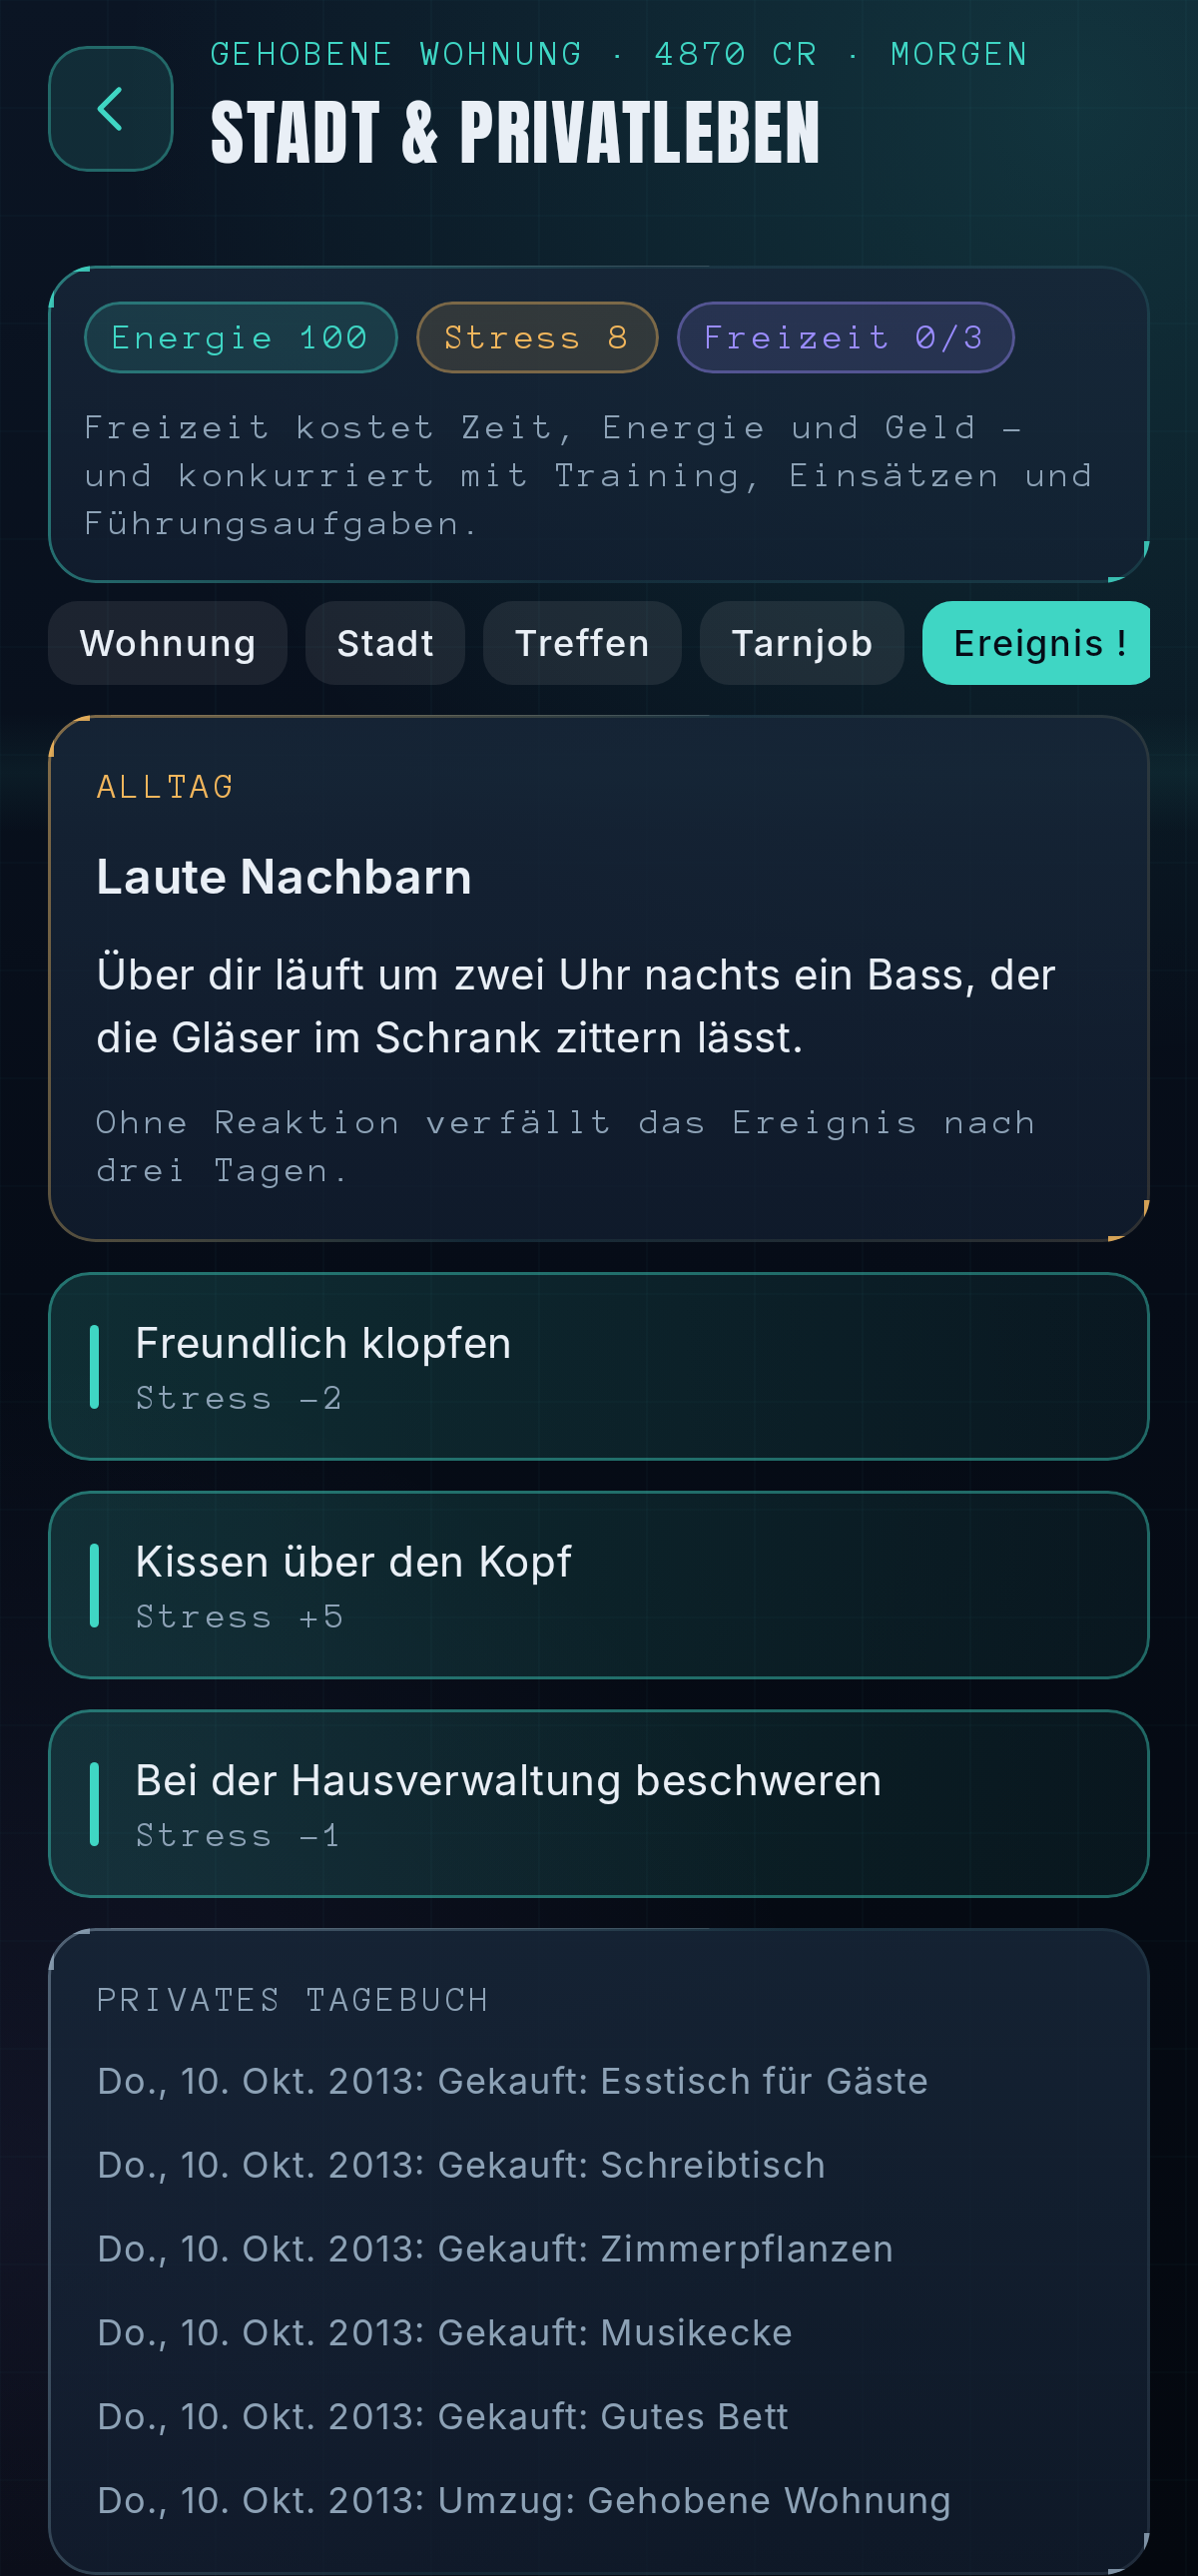 GEHOBENE WOHNUNG · 4870 CR · MORGEN
STADT & PRIVATLEBEN
Energie 100 Stress 8 Freizeit 0/3
Freizeit kostet Zeit, Energie und Geld –
und konkurriert mit Training, Einsätzen und
Führungsaufgaben.
Wohnung Stadt Treffen Tarnjob Ereignis !
ALLTAG
Laute Nachbarn
Über dir läuft um zwei Uhr nachts ein Bass, der
die Gläser im Schrank zittern lässt.
Ohne Reaktion verfällt das Ereignis nach
drei Tagen.
Freundlich klopfen
Stress –2
Kissen über den Kopf
Stress +5
Bei der Hausverwaltung beschweren
Stress –1
PRIVATES TAGEBUCH
Do., 10. Okt. 2013: Gekauft: Esstisch für Gäste
Do., 10. Okt. 2013: Gekauft: Schreibtisch
Do., 10. Okt. 2013: Gekauft: Zimmerpflanzen
Do., 10. Okt. 2013: Gekauft: Musikecke
Do., 10. Okt. 2013: Gekauft: Gutes Bett
Do., 10. Okt. 2013: Umzug: Gehobene Wohnung